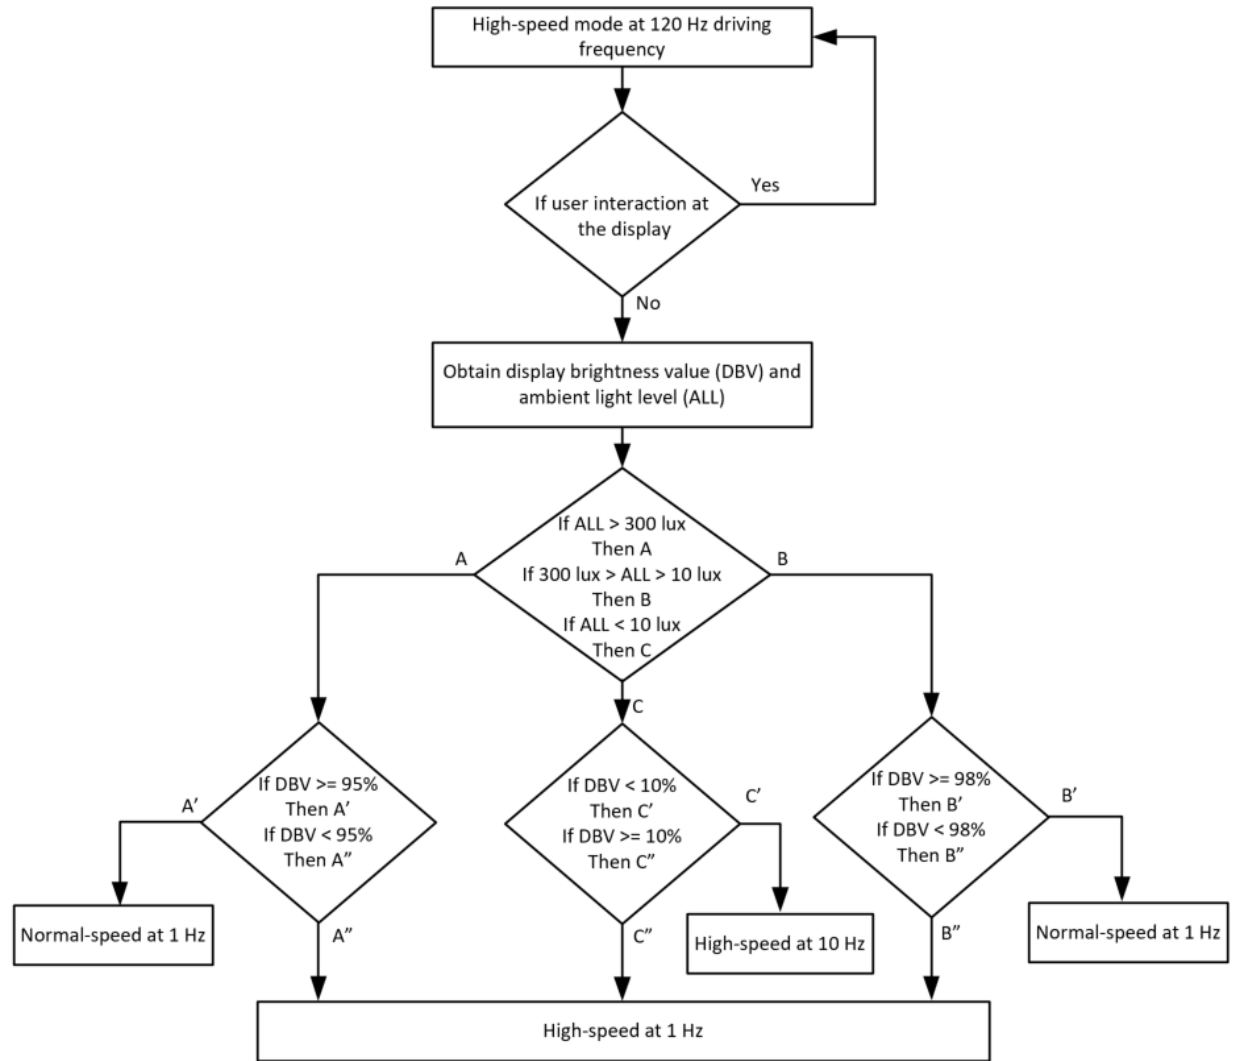 High-speed mode at 120 Hz driving
frequency
Yes
If user interaction at
the display
No
Obtain display brightness value (DBV) and
ambient light level (ALL)
If ALL > 300 lux
Then A
If 300 lux > ALL > 10 lux
Then B
If ALL < 10 lux
Then C
A
B
C
If DBV >= 95%
Then A’
If DBV < 95%
Then A”
A’
A”
Normal-speed at 1 Hz
If DBV < 10%
Then C’
If DBV >= 10%
Then C”
C’
C”
High-speed at 10 Hz
If DBV >= 98%
Then B’
If DBV < 98%
Then B”
B’
B”
Normal-speed at 1 Hz
High-speed at 1 Hz